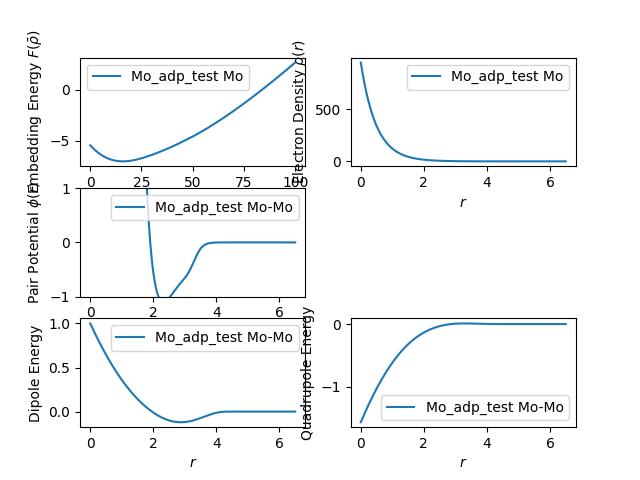 Embedding Energy F(ρ̄)
Mo_adp_test Mo
0
−5
0
25
50
75
100
Electron Density ρ(r)
Mo_adp_test Mo
500
0
0
2
4
6
r
Pair Potential ϕ(r)
Mo_adp_test Mo-Mo
1
0
−1
0
2
4
6
Dipole Energy
Mo_adp_test Mo-Mo
1.0
0.5
0.0
0
2
4
6
r
Quadrupole Energy
0
−1
Mo_adp_test Mo-Mo
0
2
4
6
r